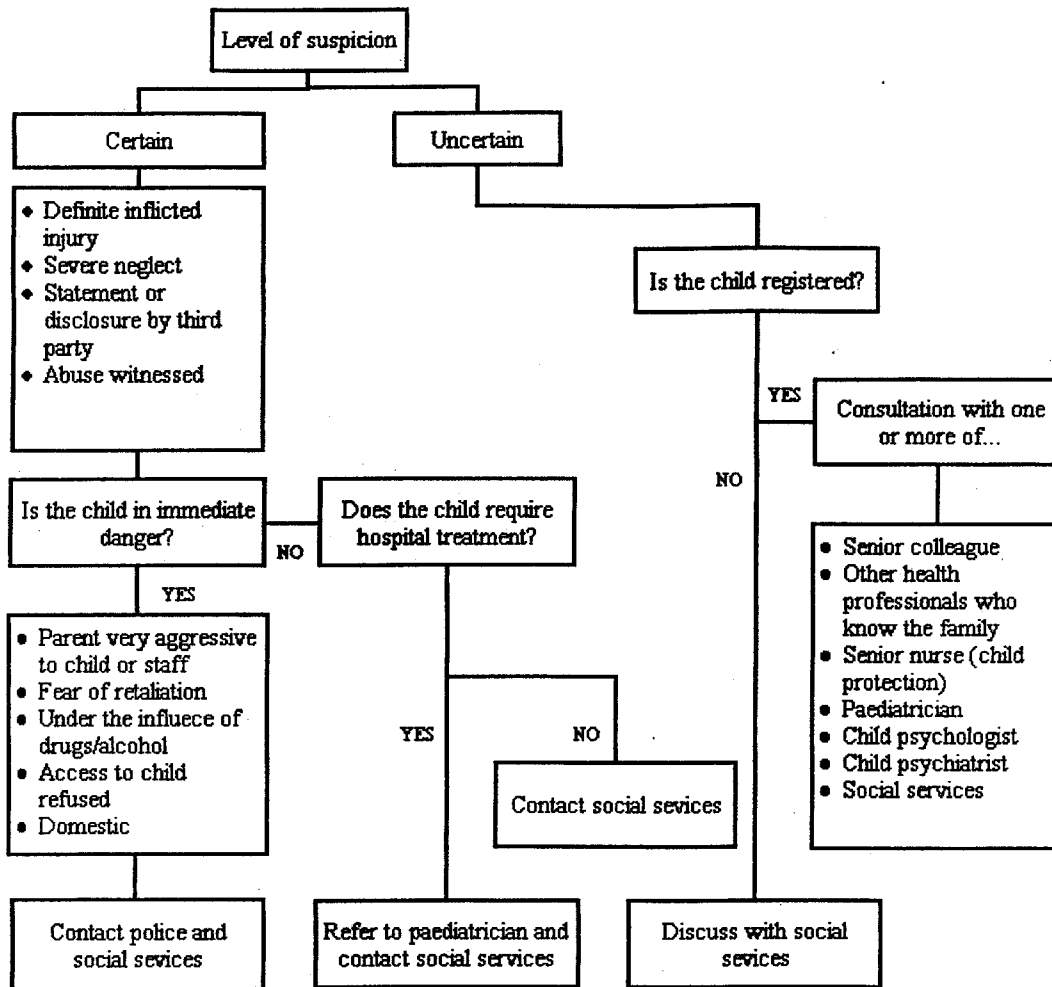 Level of suspicion
Certain
Uncertain
◆ Definite inflicted
injury
◆ Severe neglect
◆ Statement or
disclosure by third
party
◆ Abuse witnessed
Is the child registered?
YES
Consultation with one
or more of...
NO
Is the child in immediate
danger?
NO
Does the child require
hospital treatment?
● Senior colleague
● Other health
professionals who
know the family
● Senior nurse (child
protection)
● Paediatrician
● Child psychologist
● Child psychiatrist
● Social services
YES
● Parent very aggressive
to child or staff
● Fear of retaliation
● Under the influece of
drugs/alcohol
● Access to child
refused
● Domestic
YES
NO
Contact social sevices
Contact police and
social sevices
Refer to paediatrician and
contact social services
Discuss with social
sevices